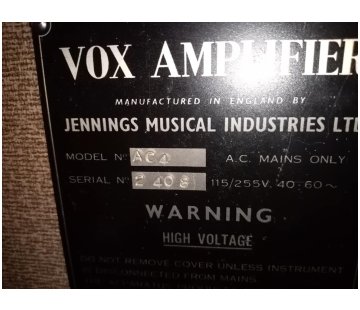 VOX AMPLIFIER
MANUFACTURED IN ENGLAND BY
JENNINGS MUSICAL INDUSTRIES LTD
MODEL Nº AC4 A.C. MAINS ONLY
SERIAL Nº 2408 115/255V. 40-60~
WARNING
HIGH VOLTAGE
DO NOT REMOVE COVER UNLESS INSTRUMENT
IS DISCONNECTED FROM MAINS.